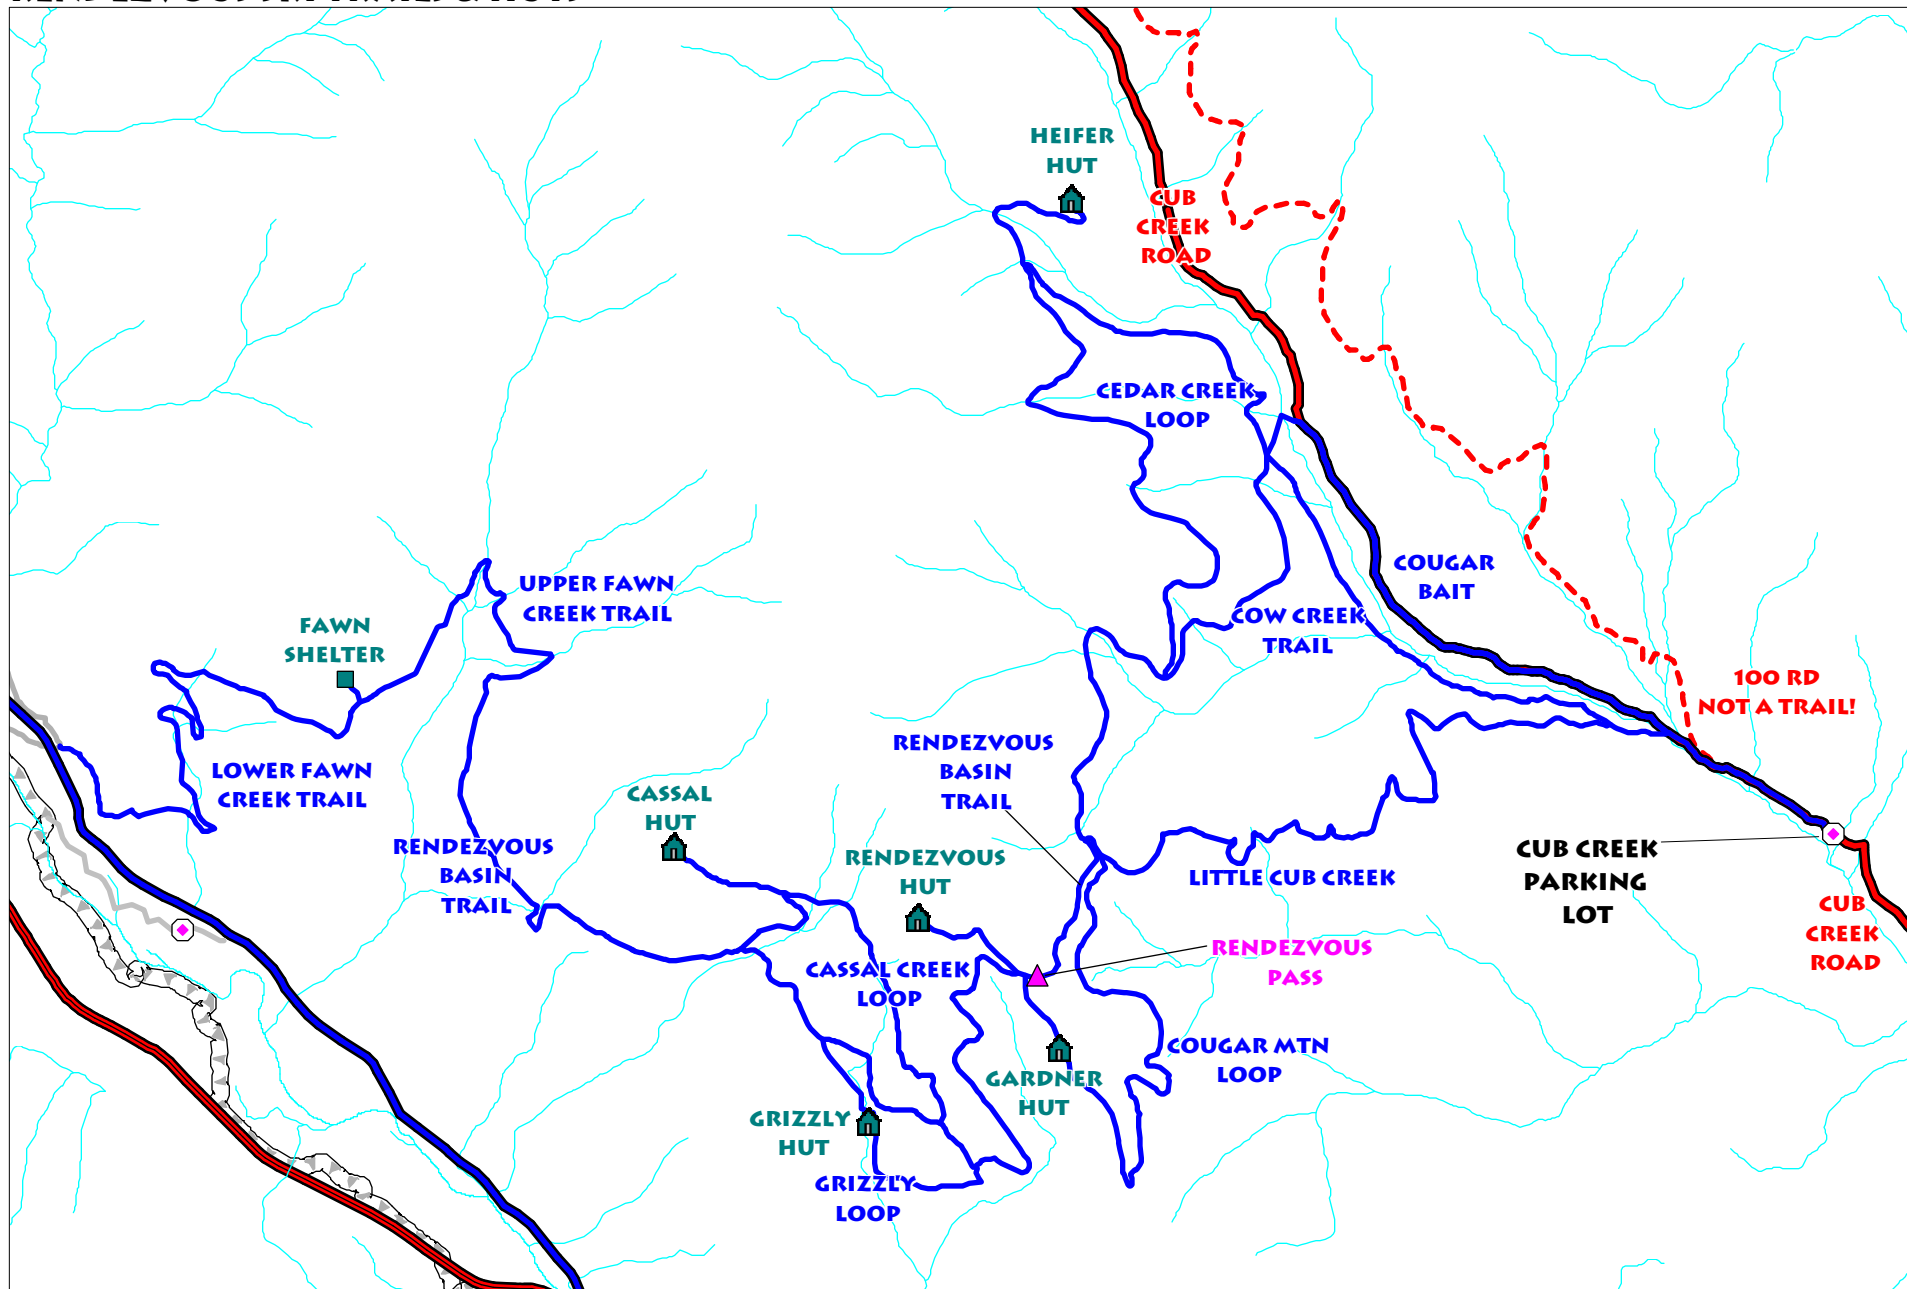 HEIFER
HUT
CUB
CREEK
ROAD
CEDAR CREEK
LOOP
COUGAR
BAIT
UPPER FAWN
CREEK TRAIL
FAWN
SHELTER
COW CREEK
TRAIL
100 RD
NOT A TRAIL!
RENDEZVOUS
BASIN
TRAIL
LOWER FAWN
CREEK TRAIL
CASSAL
HUT
RENDEZVOUS
BASIN
TRAIL
RENDEZVOUS
HUT
LITTLE CUB CREEK
CUB CREEK
PARKING
LOT
CUB
CREEK
ROAD
RENDEZVOUS
PASS
CASSAL CREEK
LOOP
COUGAR MTN
LOOP
GARDNER
HUT
GRIZZLY
HUT
GRIZZLY
LOOP